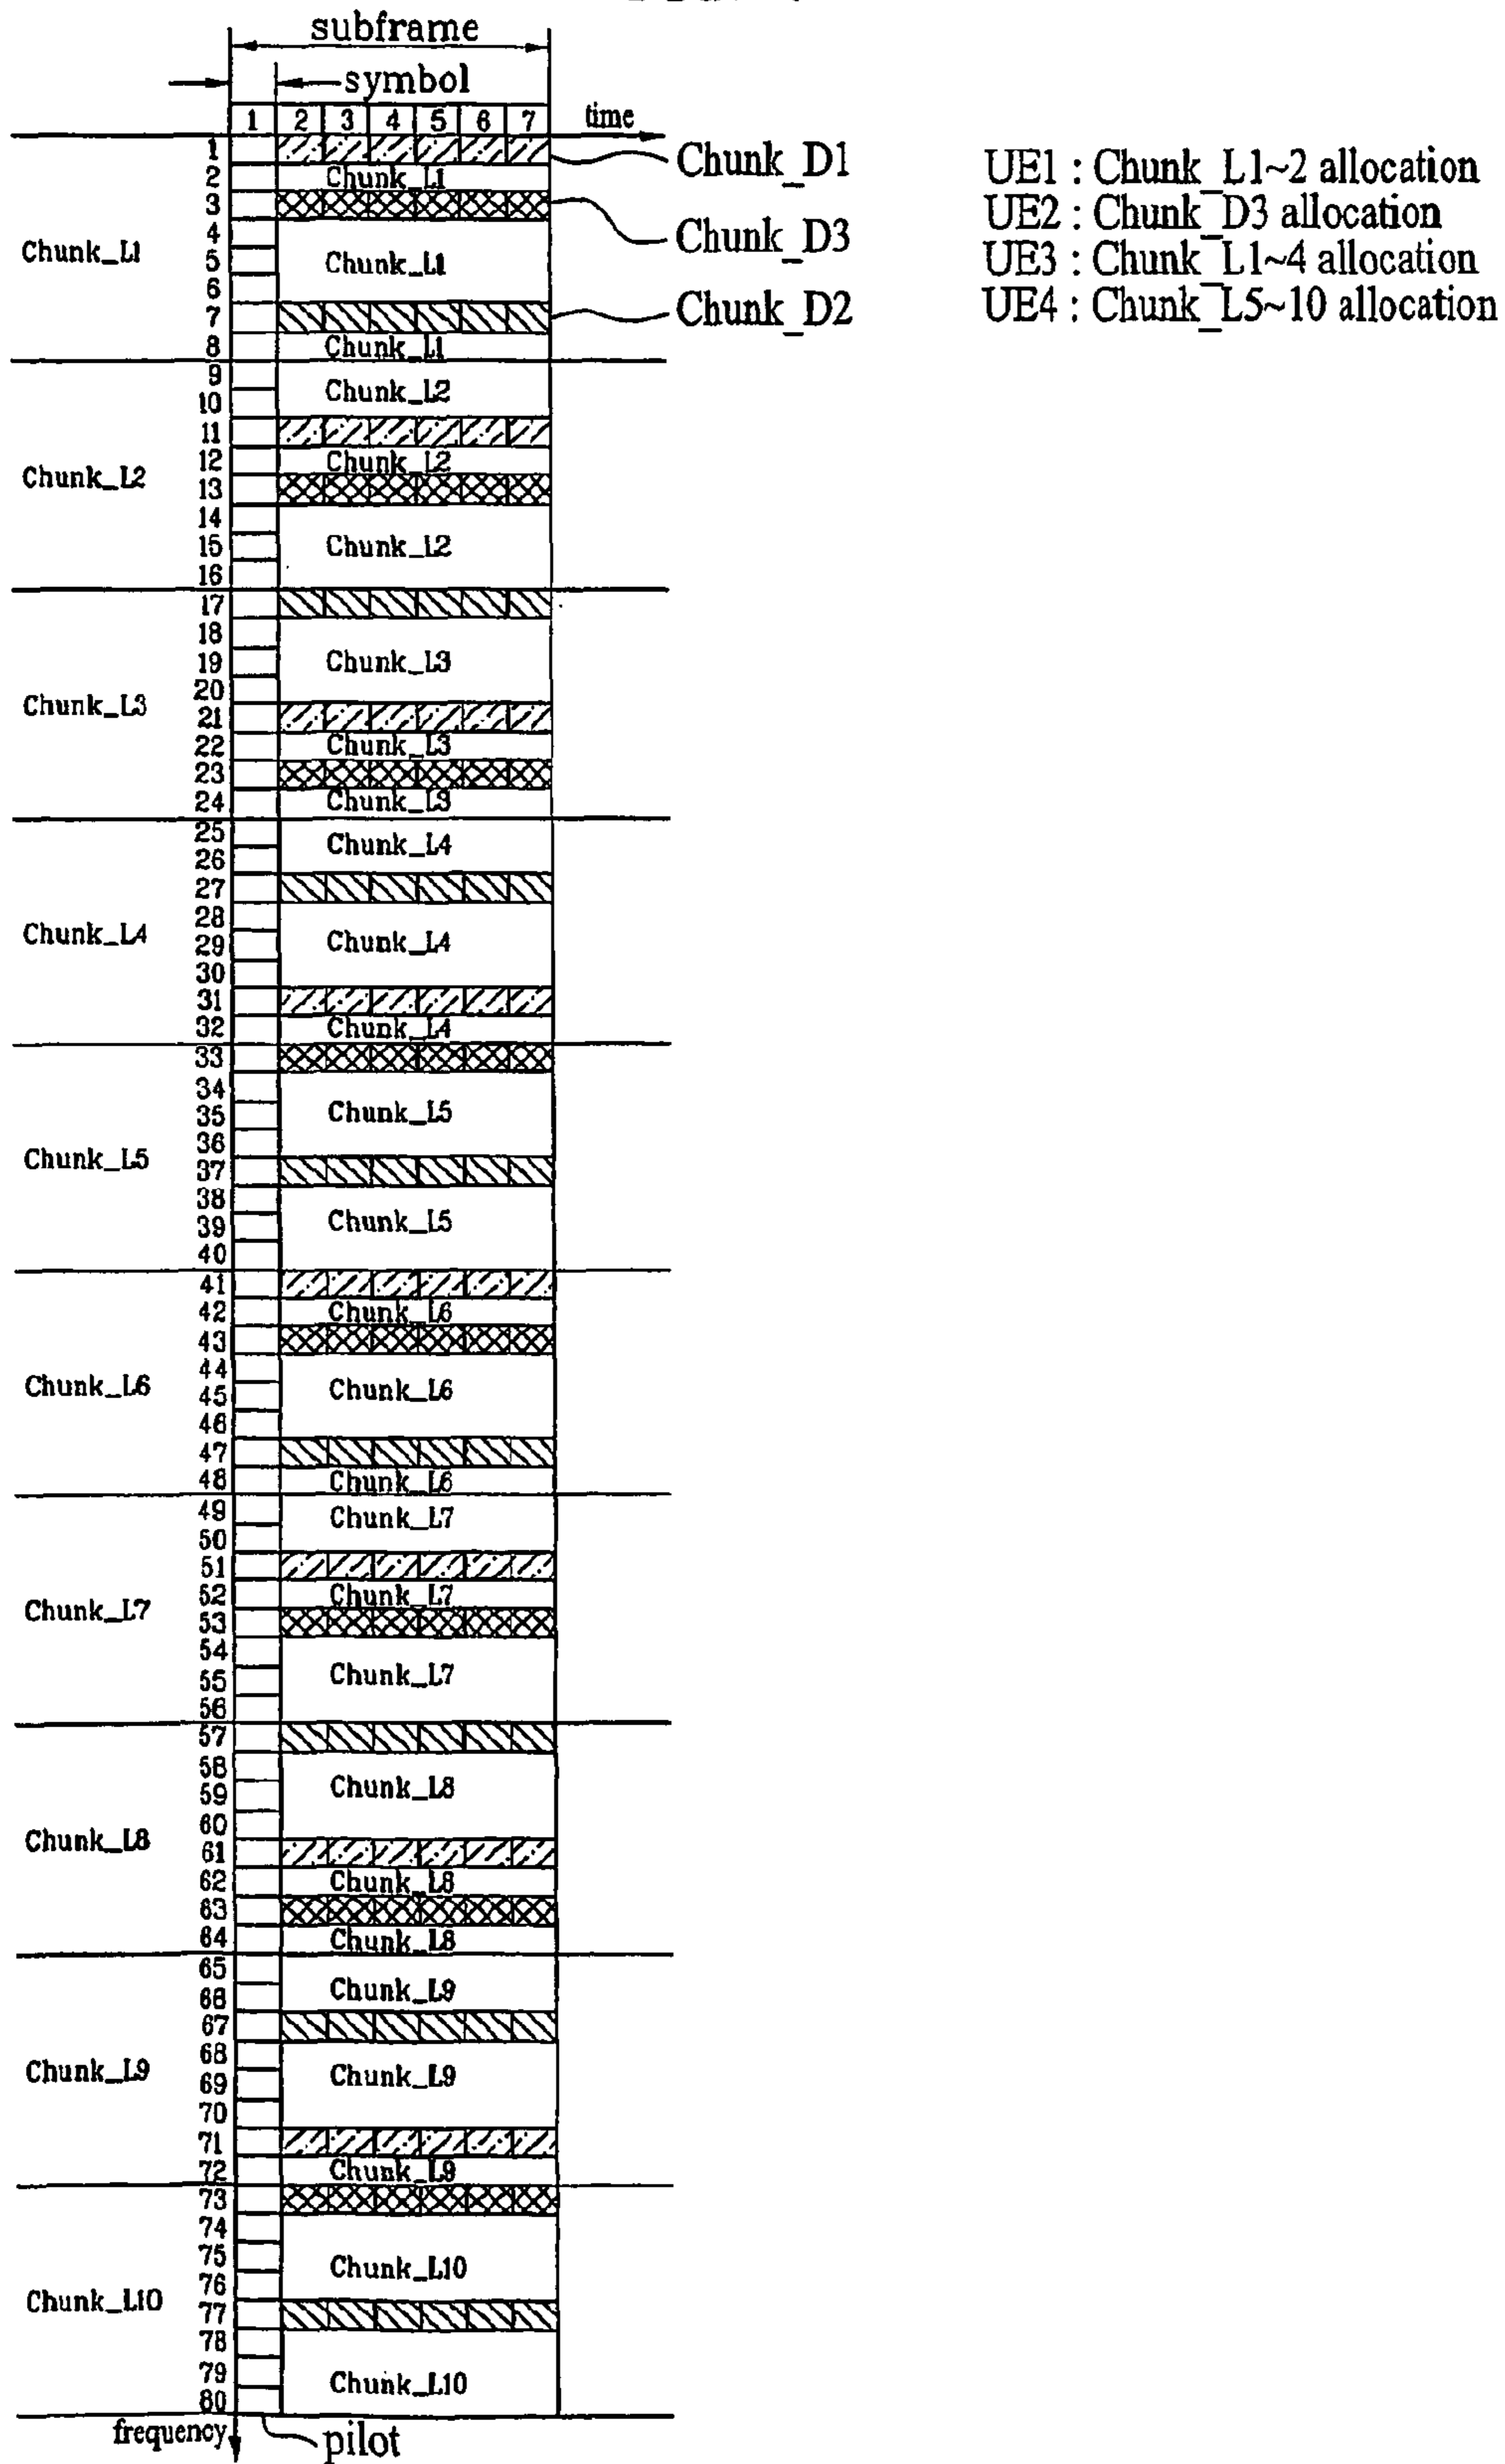 subframe
symbol
1 2 3 4 5 6 7 time
1
Chunk_D1
UE1 : Chunk_L1~2 allocation
2 Chunk_L1
UE2 : Chunk_D3 allocation
3
Chunk_D3
UE3 : Chunk_L1~4 allocation
4
Chunk_L1
5 Chunk_L1
6
UE4 : Chunk_L5~10 allocation
7
Chunk_D2
8 Chunk_L1
9
10 Chunk_L2
11
12 Chunk_L2
Chunk_L2
13
14
15 Chunk_L2
16
17
18
19 Chunk_L3
20
Chunk_L3
21
22 Chunk_L3
23
24 Chunk_L3
25
26 Chunk_L4
27
28
Chunk_L4
29 Chunk_L4
30
31
32 Chunk_L4
33
34
35 Chunk_L5
36
Chunk_L5
37
38
39 Chunk_L5
40
41
42 Chunk_L6
43
44
Chunk_L6
45 Chunk_L6
46
47
48 Chunk_L6
49
50 Chunk_L7
51
52 Chunk_L7
Chunk_L7
53
54
55 Chunk_L7
56
57
58
59 Chunk_L8
60
Chunk_L8
61
62 Chunk_L8
63
64 Chunk_L8
65
66 Chunk_L9
67
68
Chunk_L9
69 Chunk_L9
70
71
72 Chunk_L9
73
74
75 Chunk_L10
76
Chunk_L10
77
78
79 Chunk_L10
80
frequency
pilot